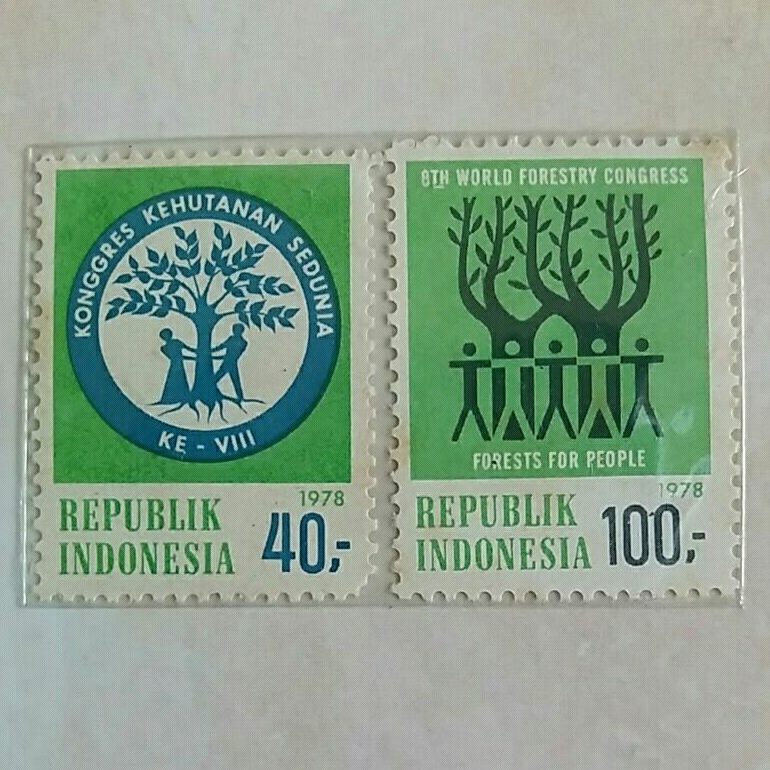 KONGGRES KEHUTANAN SEDUNIA
KE - VIII
1978
REPUBLIK
INDONESIA
40,-
8TH WORLD FORESTRY CONGRESS
FORESTS FOR PEOPLE
1978
REPUBLIK
INDONESIA
100,-